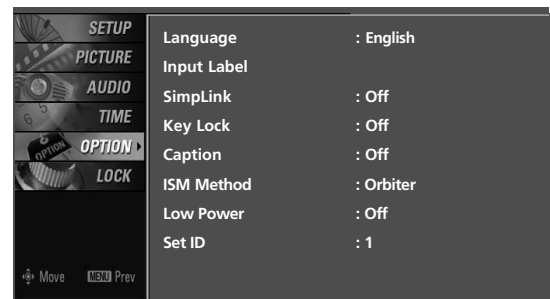 SETUP
PICTURE
AUDIO
TIME
OPTION
LOCK
Move MENU Prev
Language : English
Input Label
SimpLink : Off
Key Lock : Off
Caption : Off
ISM Method : Orbiter
Low Power : Off
Set ID : 1